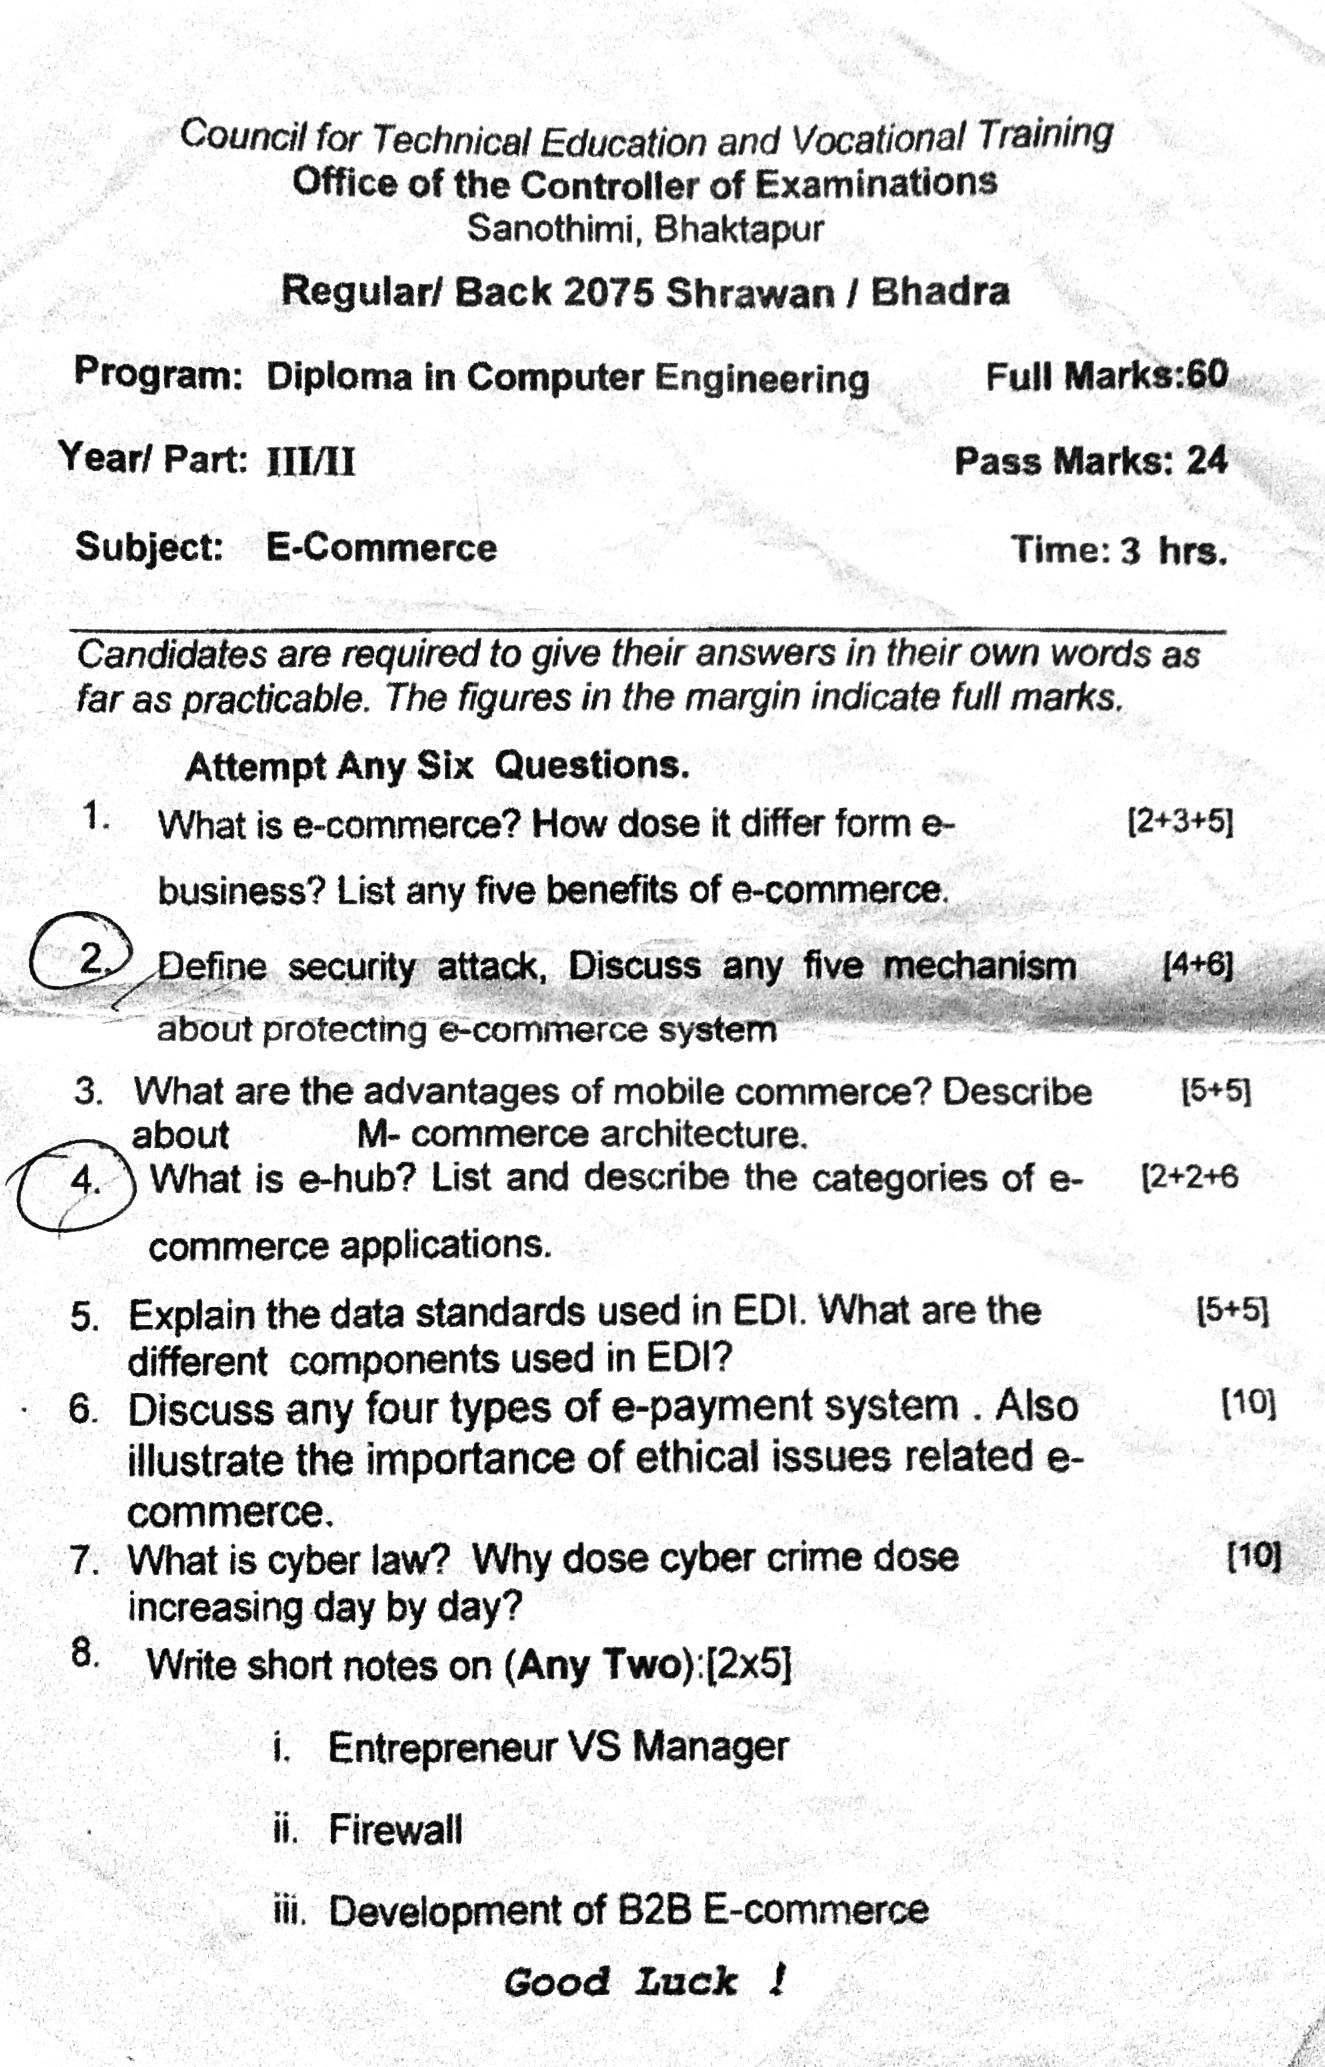 Council for Technical Education and Vocational Training
Office of the Controller of Examinations
Sanothimi, Bhaktapur
Regular/ Back 2075 Shrawan / Bhadra
Program: Diploma in Computer Engineering Full Marks:60
Year/ Part: III/II Pass Marks: 24
Subject: E-Commerce Time: 3 hrs.
Candidates are required to give their answers in their own words as
far as practicable. The figures in the margin indicate full marks.
Attempt Any Six Questions.
1. What is e-commerce? How dose it differ form e- [2+3+5]
business? List any five benefits of e-commerce.
2. Define security attack, Discuss any five mechanism [4+6]
about protecting e-commerce system
3. What are the advantages of mobile commerce? Describe [5+5]
about M- commerce architecture.
4. What is e-hub? List and describe the categories of e- [2+2+6
commerce applications.
5. Explain the data standards used in EDI. What are the [5+5]
different components used in EDI?
6. Discuss any four types of e-payment system . Also [10]
illustrate the importance of ethical issues related e-
commerce.
7. What is cyber law? Why dose cyber crime dose [10]
increasing day by day?
8. Write short notes on (Any Two):[2x5]
i. Entrepreneur VS Manager
ii. Firewall
iii. Development of B2B E-commerce
Good Luck !